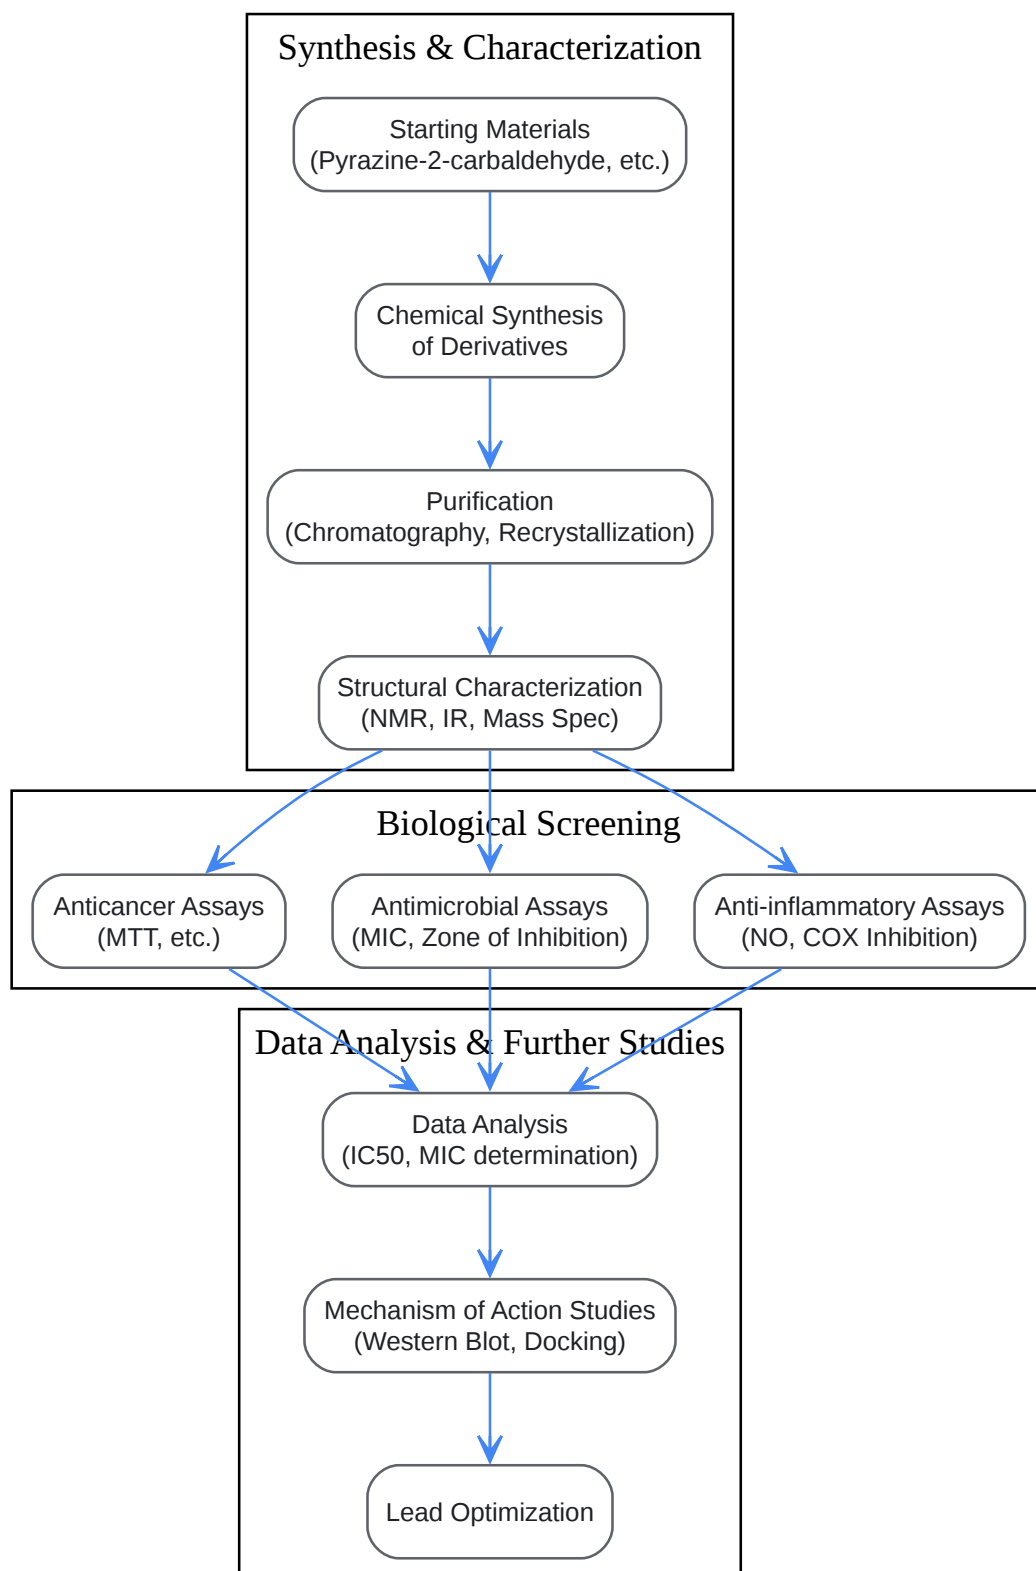 Synthesis & Characterization
Starting Materials
(Pyrazine-2-carbaldehyde, etc.)
Chemical Synthesis
of Derivatives
Purification
(Chromatography, Recrystallization)
Structural Characterization
(NMR, IR, Mass Spec)
Biological Screening
Anticancer Assays
(MTT, etc.)
Antimicrobial Assays
(MIC, Zone of Inhibition)
Anti-inflammatory Assays
(NO, COX Inhibition)
Data Analysis & Further Studies
Data Analysis
(IC50, MIC determination)
Mechanism of Action Studies
(Western Blot, Docking)
Lead Optimization